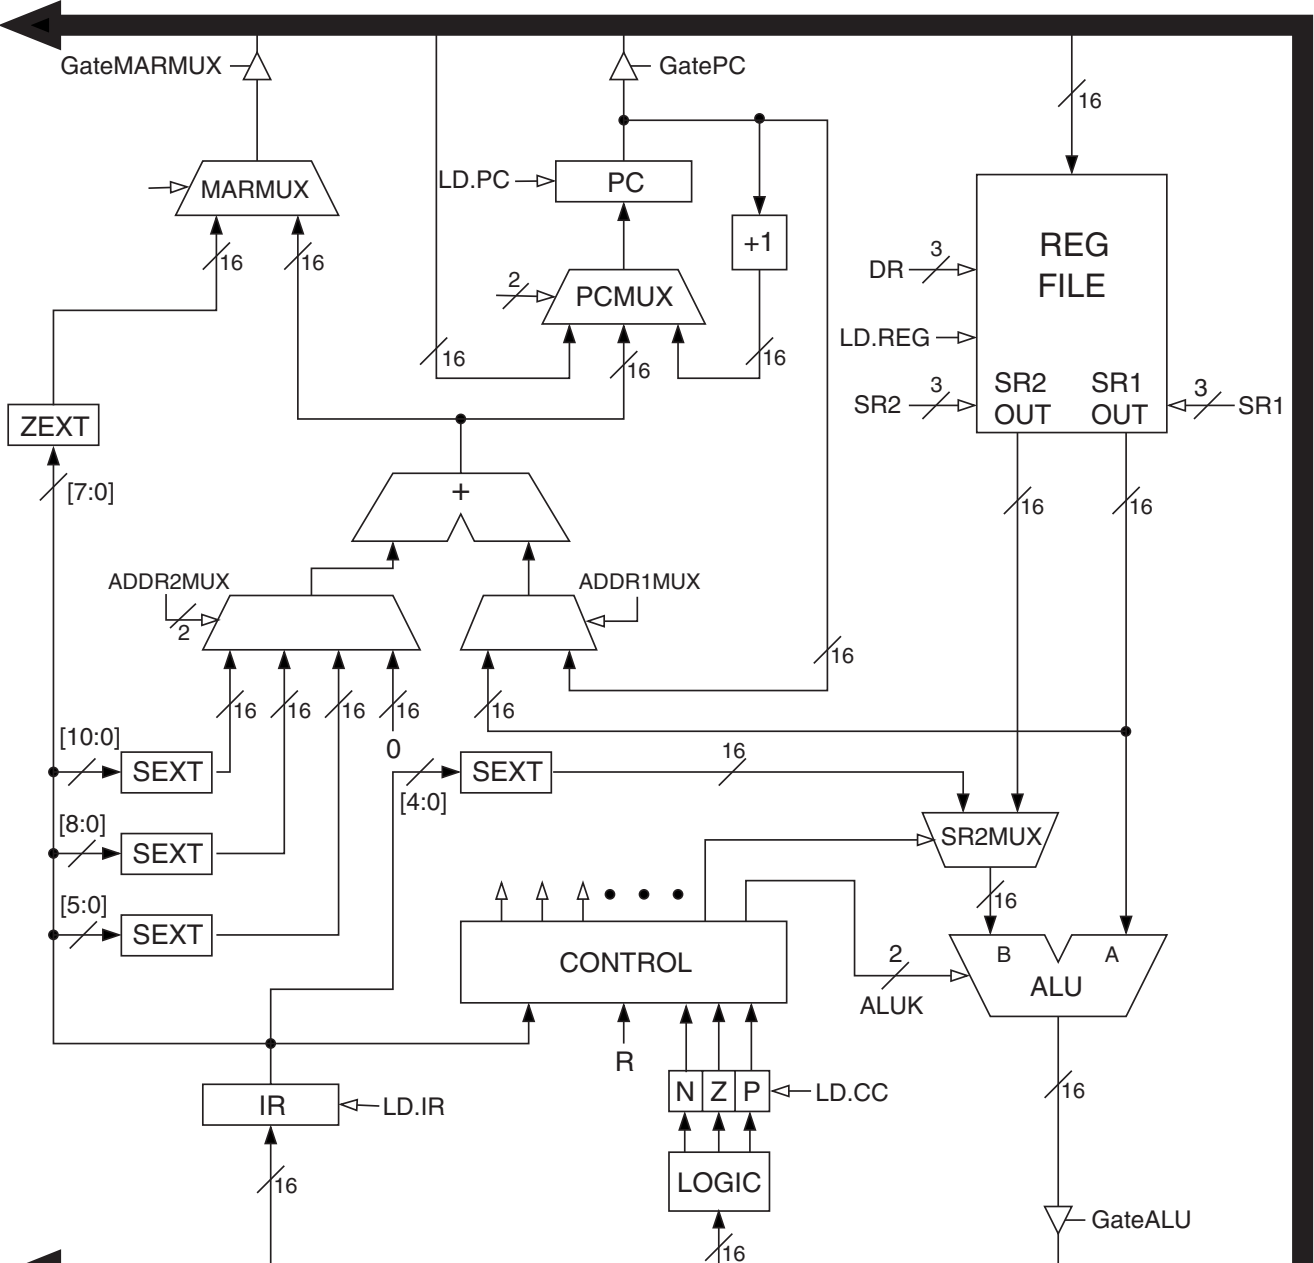 GateMARMUX
GatePC
16
MARMUX
LD.PC
PC
16
16
+1
REG
FILE
DR
3
2
PCMUX
LD.REG
16
16
16
SR2
3
SR2
OUT
SR1
OUT
3
SR1
ZEXT
[7:0]
+
16
16
ADDR2MUX
2
ADDR1MUX
16
16
16
16
16
16
0
[10:0]
SEXT
[4:0]
SEXT
16
[8:0]
SEXT
SR2MUX
16
[5:0]
SEXT
CONTROL
2
ALUK
B
A
ALU
R
N
Z
P
LD.CC
16
IR
LD.IR
LOGIC
16
16
GateALU